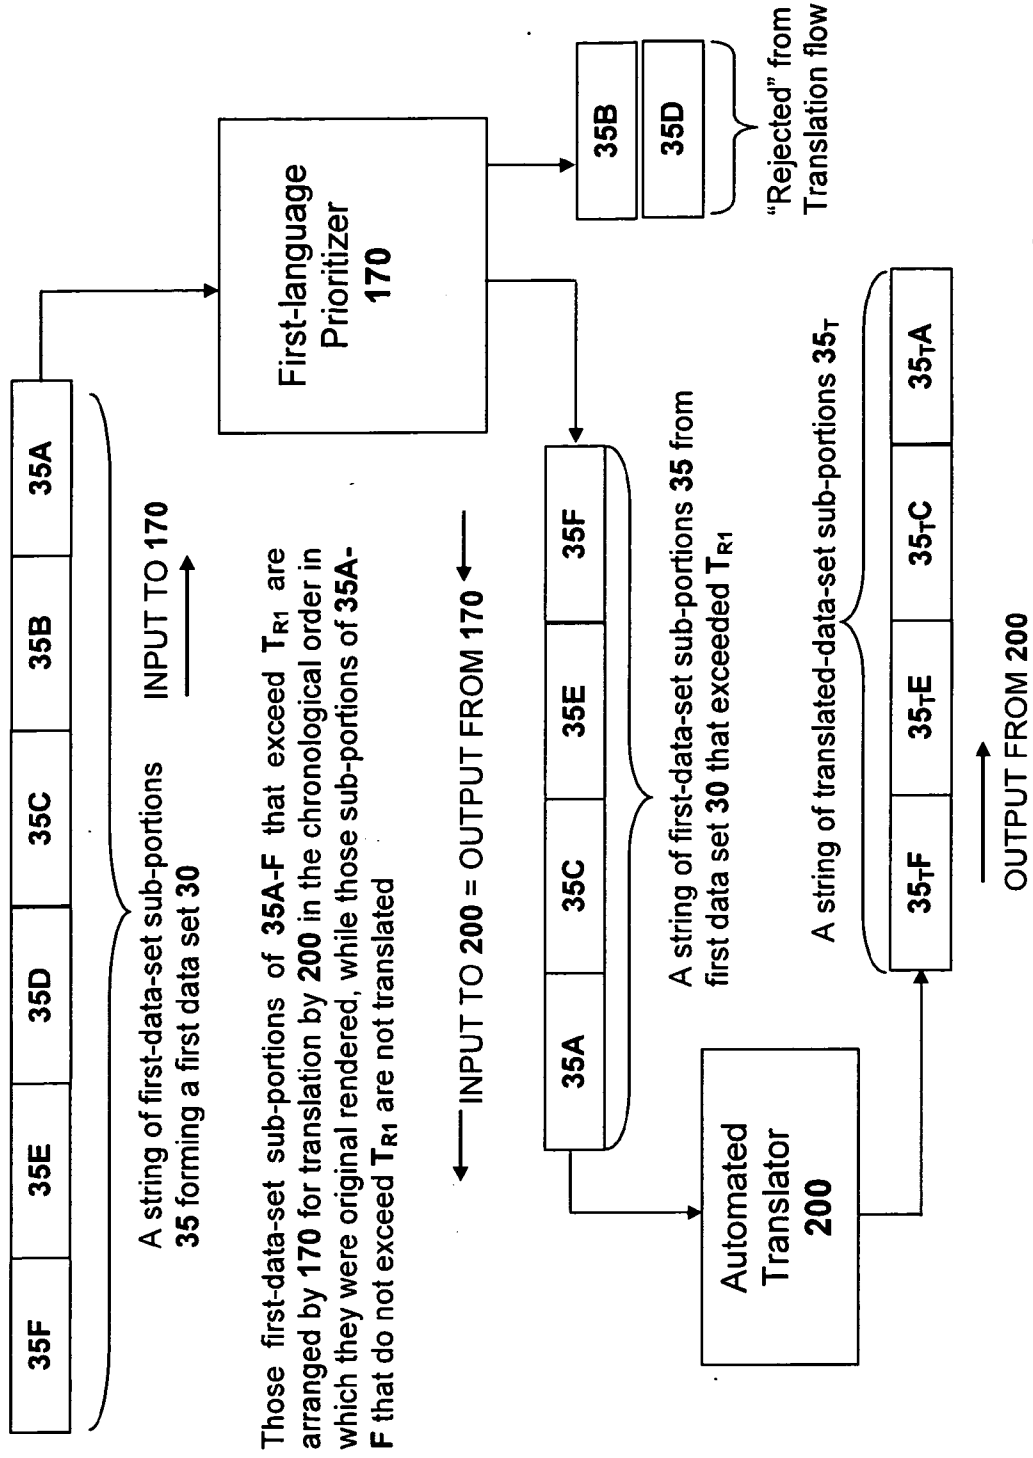 35F 35E 35D 35C 35B 35A
A string of first-data-set sub-portions
35 forming a first data set 30
INPUT TO 170
First-language
Prioritizer
170
Those first-data-set sub-portions of 35A-F that exceed TR1 are
arranged by 170 for translation by 200 in the chronological order in
which they were original rendered, while those sub-portions of 35A-
F that do not exceed TR1 are not translated
INPUT TO 200 = OUTPUT FROM 170
35A 35C 35E 35F
35B
35D
"Rejected" from
Translation flow
A string of first-data-set sub-portions 35 from
first data set 30 that exceeded TR1
Automated
Translator
200
A string of translated-data-set sub-portions 35T
35TF 35TE 35TC 35TA
OUTPUT FROM 200